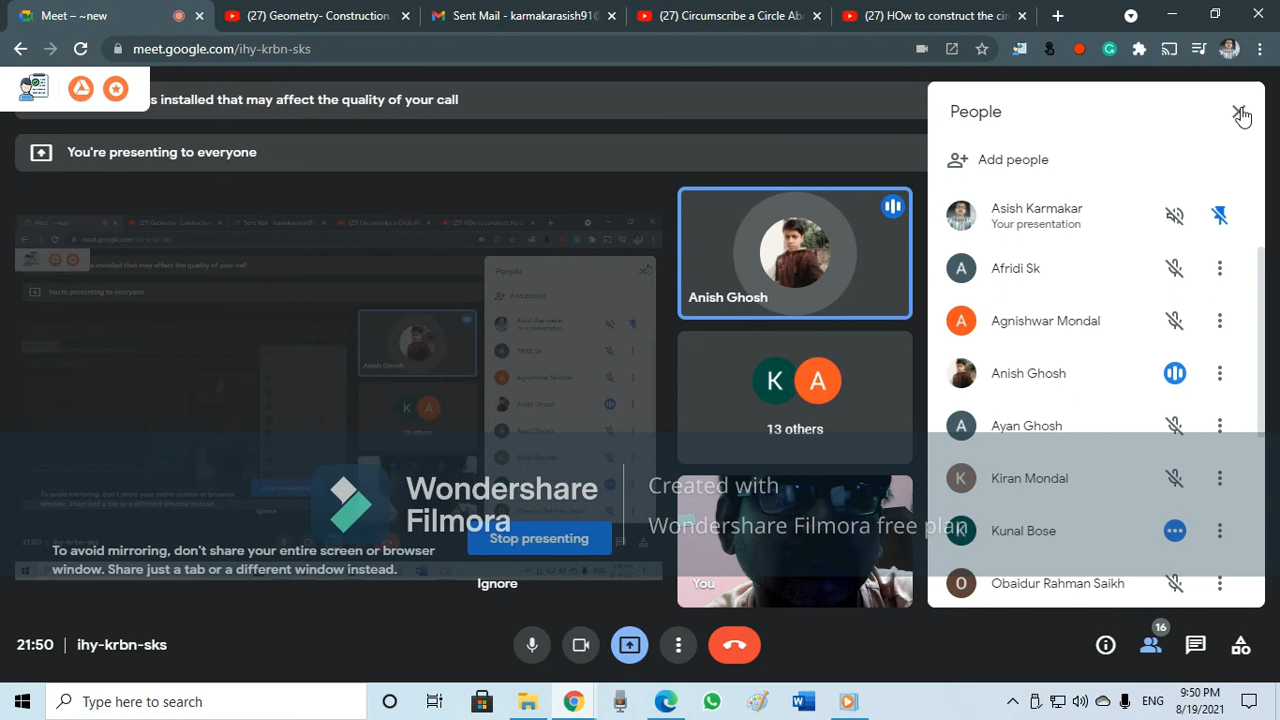 Meet – ~new
(27) Geometry- Construction
Sent Mail - karmakarasish91@
(27) Circumscribe a Circle Abo
(27) HOw to construct the cir
meet.google.com/ihy-krbn-sks
s installed that may affect the quality of your call
You're presenting to everyone
People
Add people
Asish Karmakar
Your presentation
Afridi Sk
Agnishwar Mondal
Anish Ghosh
Ayan Ghosh
Kiran Mondal
Kunal Bose
Obaidur Rahman Saikh
Anish Ghosh
K A
13 others
You
Wondershare
Filmora
Created with
Wondershare Filmora free plan
To avoid mirroring, don't share your entire screen or browser
window. Share just a tab or a different window instead.
Stop presenting
Ignore
21:50 | ihy-krbn-sks
16
Type here to search
ENG
9:50 PM
8/19/2021